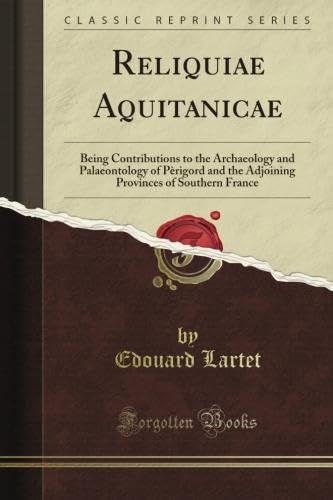 CLASSIC REPRINT SERIES
RELIQUIAE
AQUITANICAE
Being Contributions to the Archaeology and
Palaeontology of Pèrigord and the Adjoining
Provinces of Southern France
F
by
Edouard Lartet
Forgotten Books